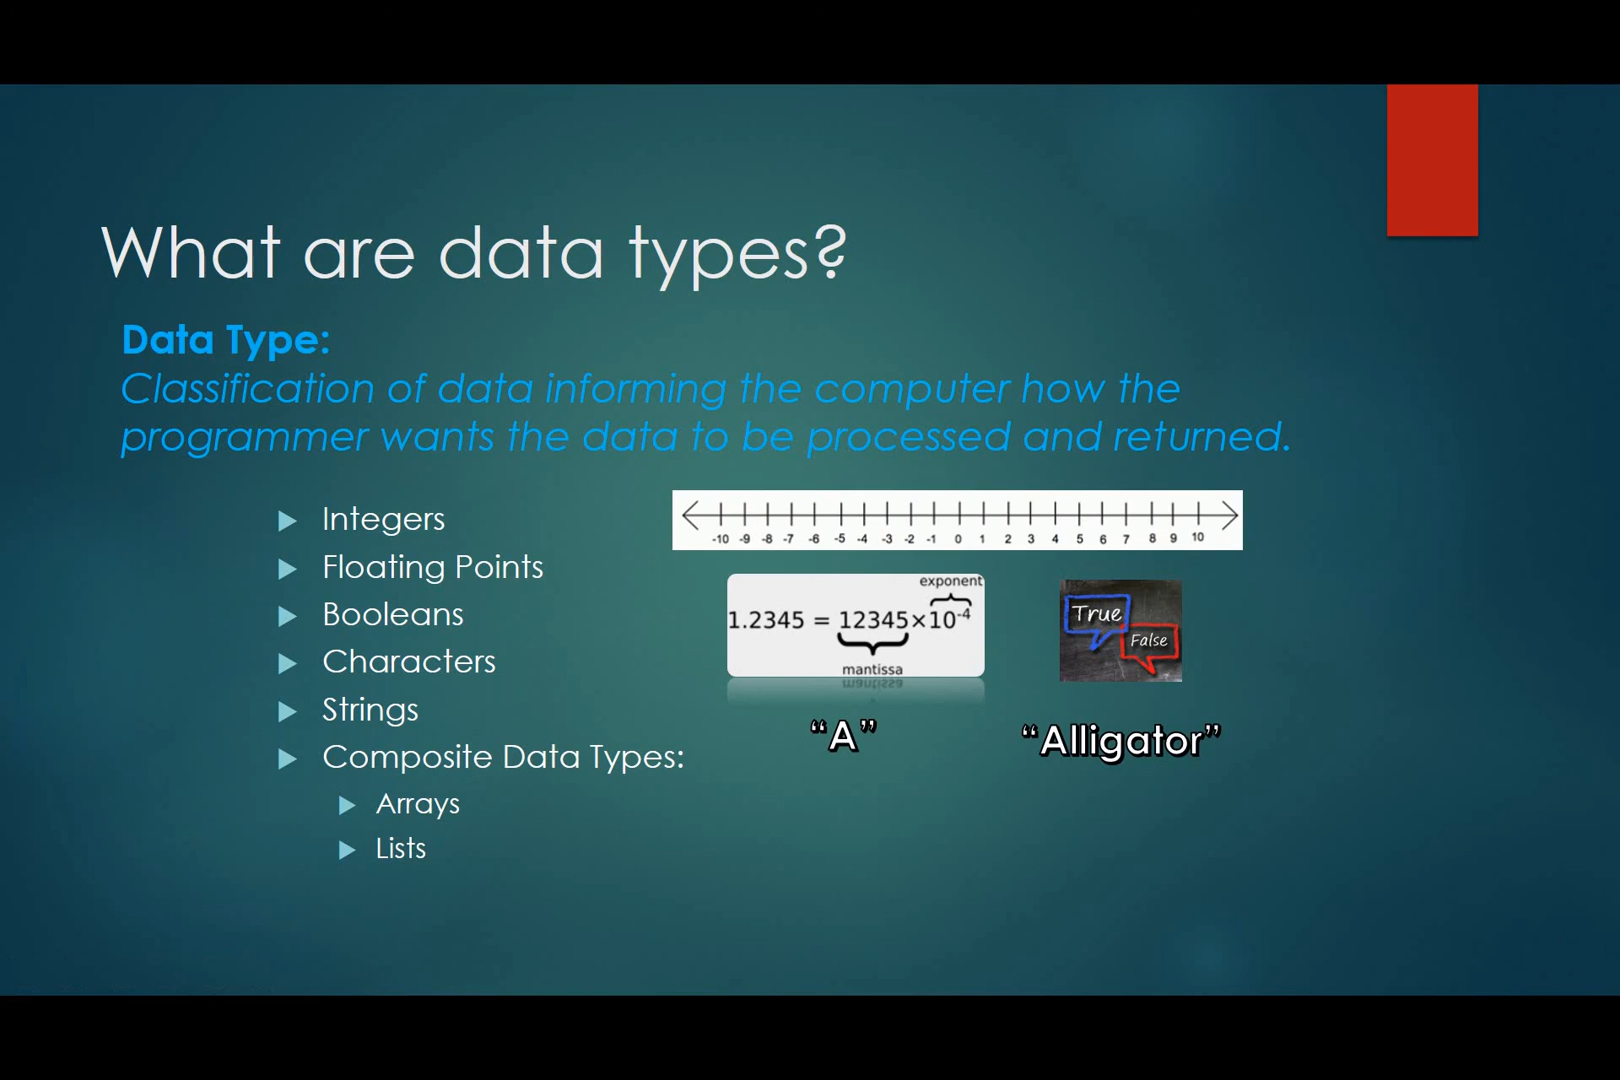 What are data types?
Data Type:
Classification of data informing the computer how the
programmer wants the data to be processed and returned.
Integers
Floating Points
Booleans
Characters
Strings
Composite Data Types:
Arrays
Lists
-10 -9 -8 -7 -6 -5 -4 -3 -2 -1 0 1 2 3 4 5 6 7 8 9 10
exponent
1.2345 = 12345×10⁻⁴
mantissa
True
False
“A”
“Alligator”